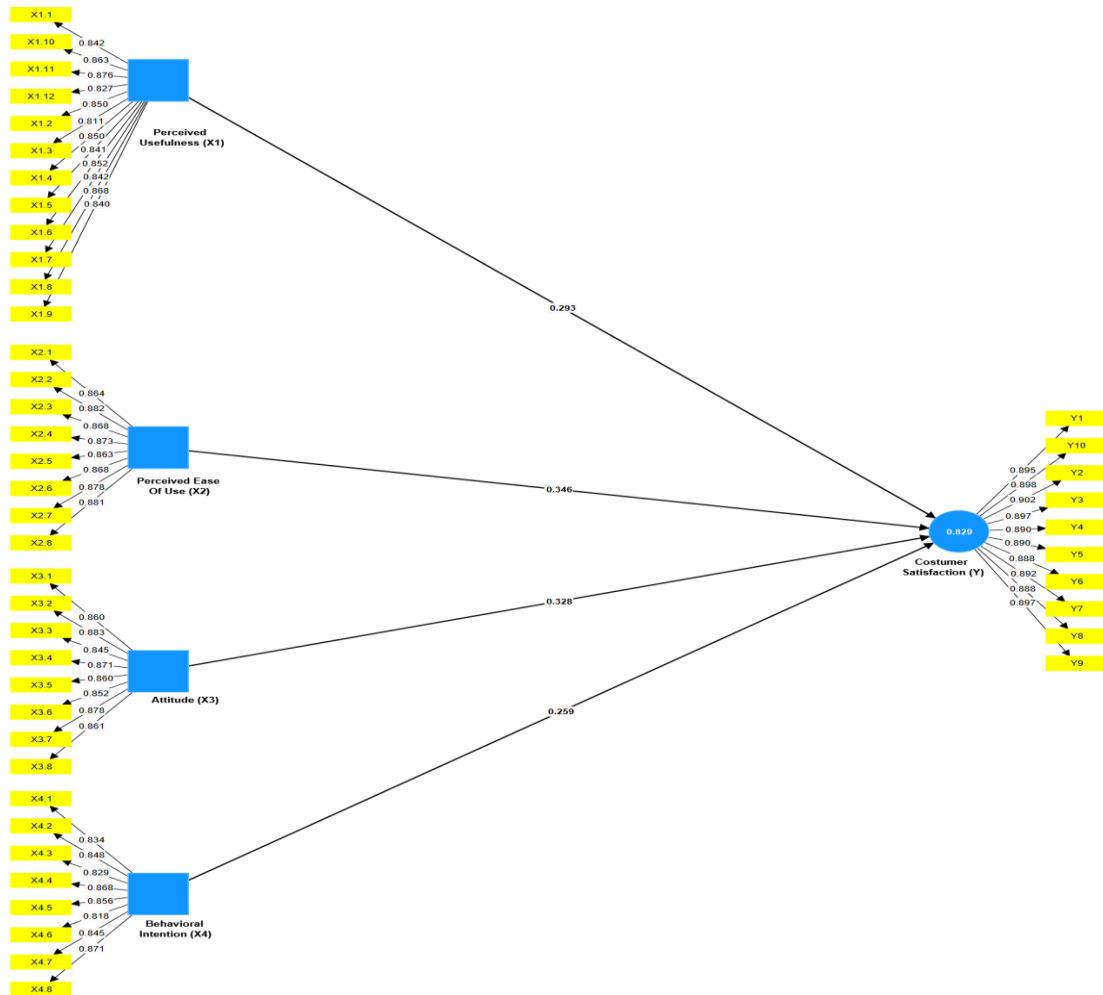 X1.1
X1.10
X1.11
X1.12
X1.2
X1.3
X1.4
X1.5
X1.6
X1.7
X1.8
X1.9
0.842
0.863
0.876
0.827
0.850
0.811
0.850
0.841
0.852
0.842
0.868
0.840
Perceived
Usefulness (X1)
0.293
X2.1
X2.2
X2.3
X2.4
X2.5
X2.6
X2.7
X2.8
0.864
0.882
0.868
0.873
0.863
0.868
0.878
0.881
Perceived Ease
Of Use (X2)
0.346
X3.1
X3.2
X3.3
X3.4
X3.5
X3.6
X3.7
X3.8
0.860
0.883
0.845
0.871
0.860
0.852
0.878
0.861
Attitude (X3)
0.328
X4.1
X4.2
X4.3
X4.4
X4.5
X4.6
X4.7
X4.8
0.834
0.848
0.829
0.868
0.856
0.818
0.845
0.871
Behavioral
Intention (X4)
0.259
0.829
Costumer
Satisfaction (Y)
0.895
0.898
0.902
0.897
0.890
0.890
0.888
0.892
0.888
0.897
Y1
Y10
Y2
Y3
Y4
Y5
Y6
Y7
Y8
Y9